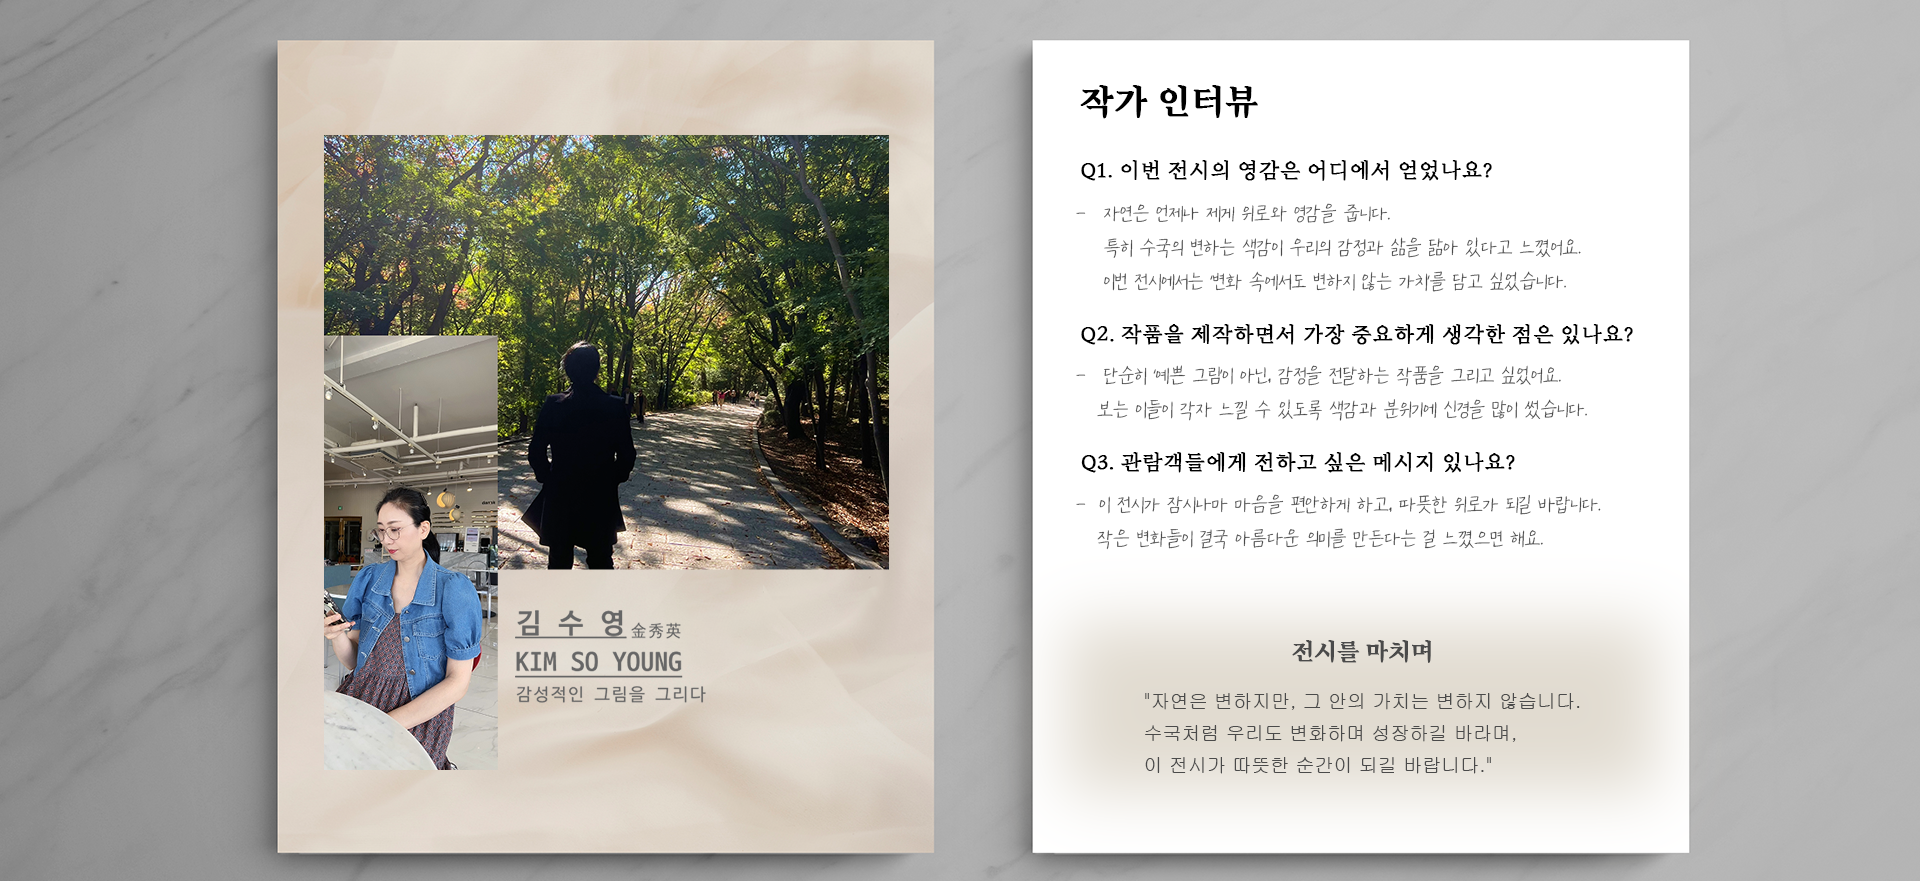 김 수 영 金秀英
KIM SO YOUNG
감성적인 그림을 그리다
작가 인터뷰
Q1. 이번 전시의 영감은 어디에서 얻었나요?
- 자연은 언제나 제게 위로와 영감을 줍니다.
특히 수국의 변하는 색감이 우리의 감정과 삶을 닮아 있다고 느꼈어요.
이번 전시에서는 '변화 속에서도 변하지 않는 가치'를 담고 싶었습니다.
Q2. 작품을 제작하면서 가장 중요하게 생각한 점은 있나요?
- 단순히 '예쁜 그림'이 아닌, 감정을 전달하는 작품을 그리고 싶었어요.
보는 이들이 각자 느낄 수 있도록 색감과 분위기에 신경을 많이 썼습니다.
Q3. 관람객들에게 전하고 싶은 메시지 있나요?
- 이 전시가 잠시나마 마음을 편안하게 하고, 따뜻한 위로가 되길 바랍니다.
작은 변화들이 결국 아름다운 의미를 만든다는 걸 느꼈으면 해요.
전시를 마치며
"자연은 변하지만, 그 안의 가치는 변하지 않습니다.
수국처럼 우리도 변화하며 성장하길 바라며,
이 전시가 따뜻한 순간이 되길 바랍니다."